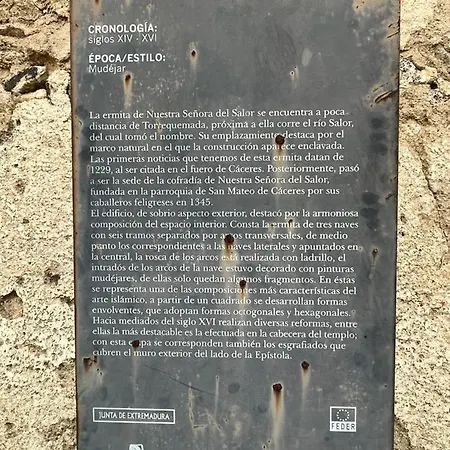 CRONOLOGÍA:
siglos XIV - XVI
ÉPOCA/ESTILO:
Mudéjar
La ermita de Nuestra Señora del Salor se encuentra a poca
distancia de Torrequemada, próxima a ella corre el río Salor,
del cual tomó el nombre. Su emplazamiento destaca por el
marco natural en el que la construcción aparece enclavada.
Las primeras noticias que tenemos de esta ermita datan de
1229, al ser citada en el fuero de Cáceres. Posteriormente, pasó
a ser la sede de la cofradía de Nuestra Señora del Salor,
fundada en la parroquia de San Mateo de Cáceres por sus
caballeros feligreses en 1345.
El edificio, de sobrio aspecto exterior, destacó por la armoniosa
composición del espacio interior. Consta la ermita de tres naves
con seis tramos separados por arcos transversales, de medio
punto los correspondientes a las naves laterales y apuntados en
la central, la rosca de los arcos está realizada con ladrillo, el
intradós de los arcos de la nave estuvo decorado con pinturas
mudéjares, de ellas solo quedan algunos fragmentos. En éstas
se representa una de las composiciones más características del
arte islámico, a partir de un cuadrado se desarrollan formas
envolventes, que adoptan formas octogonales y hexagonales.
Hacia mediados del siglo XVI realizan diversas reformas, entre
ellas la más destacable es la efectuada en la cabecera del templo;
con esta etapa se corresponden también los esgrafiados que
cubren el muro exterior del lado de la Epístola.
JUNTA DE EXTREMADURA
FEDER